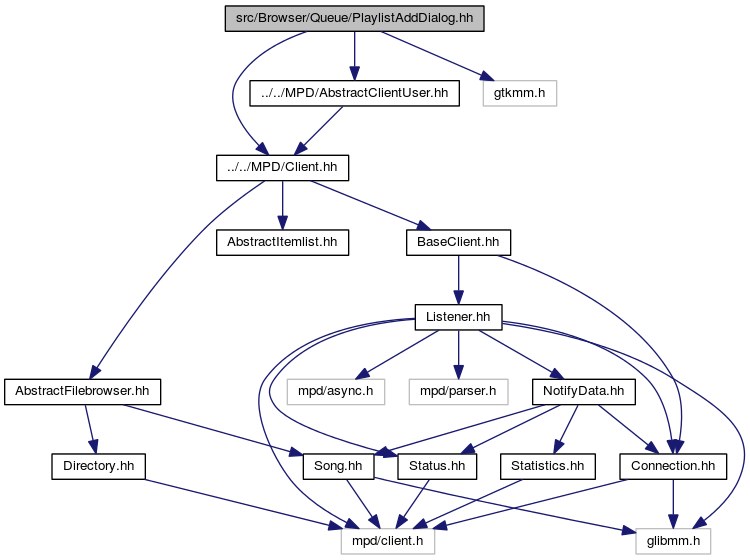 src/Browser/Queue/PlaylistAddDialog.hh
../../MPD/AbstractClientUser.hh
gtkmm.h
../../MPD/Client.hh
AbstractItemlist.hh
BaseClient.hh
Listener.hh
AbstractFilebrowser.hh
mpd/async.h
mpd/parser.h
NotifyData.hh
Directory.hh
Song.hh
Status.hh
Statistics.hh
Connection.hh
mpd/client.h
glibmm.h